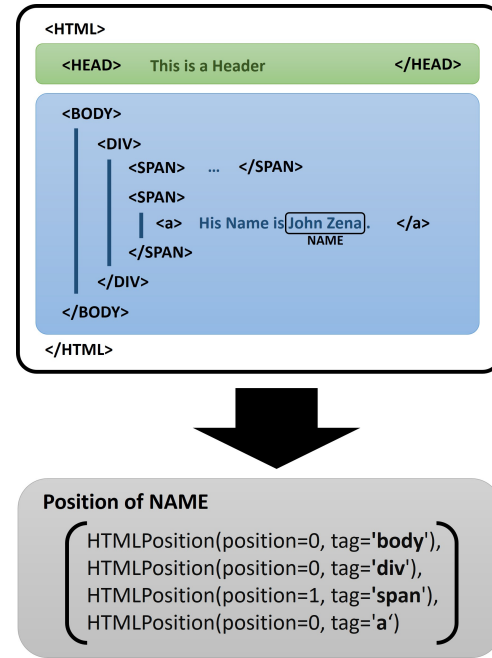 <HTML>
<HEAD> This is a Header </HEAD>
<BODY>
<DIV>
<SPAN> ... </SPAN>
<SPAN>
<a> His Name is John Zena. </a>
NAME
</SPAN>
</DIV>
</BODY>
</HTML>
Position of NAME
HTMLPosition(position=0, tag='body'),
HTMLPosition(position=0, tag='div'),
HTMLPosition(position=1, tag='span'),
HTMLPosition(position=0, tag='a‘)